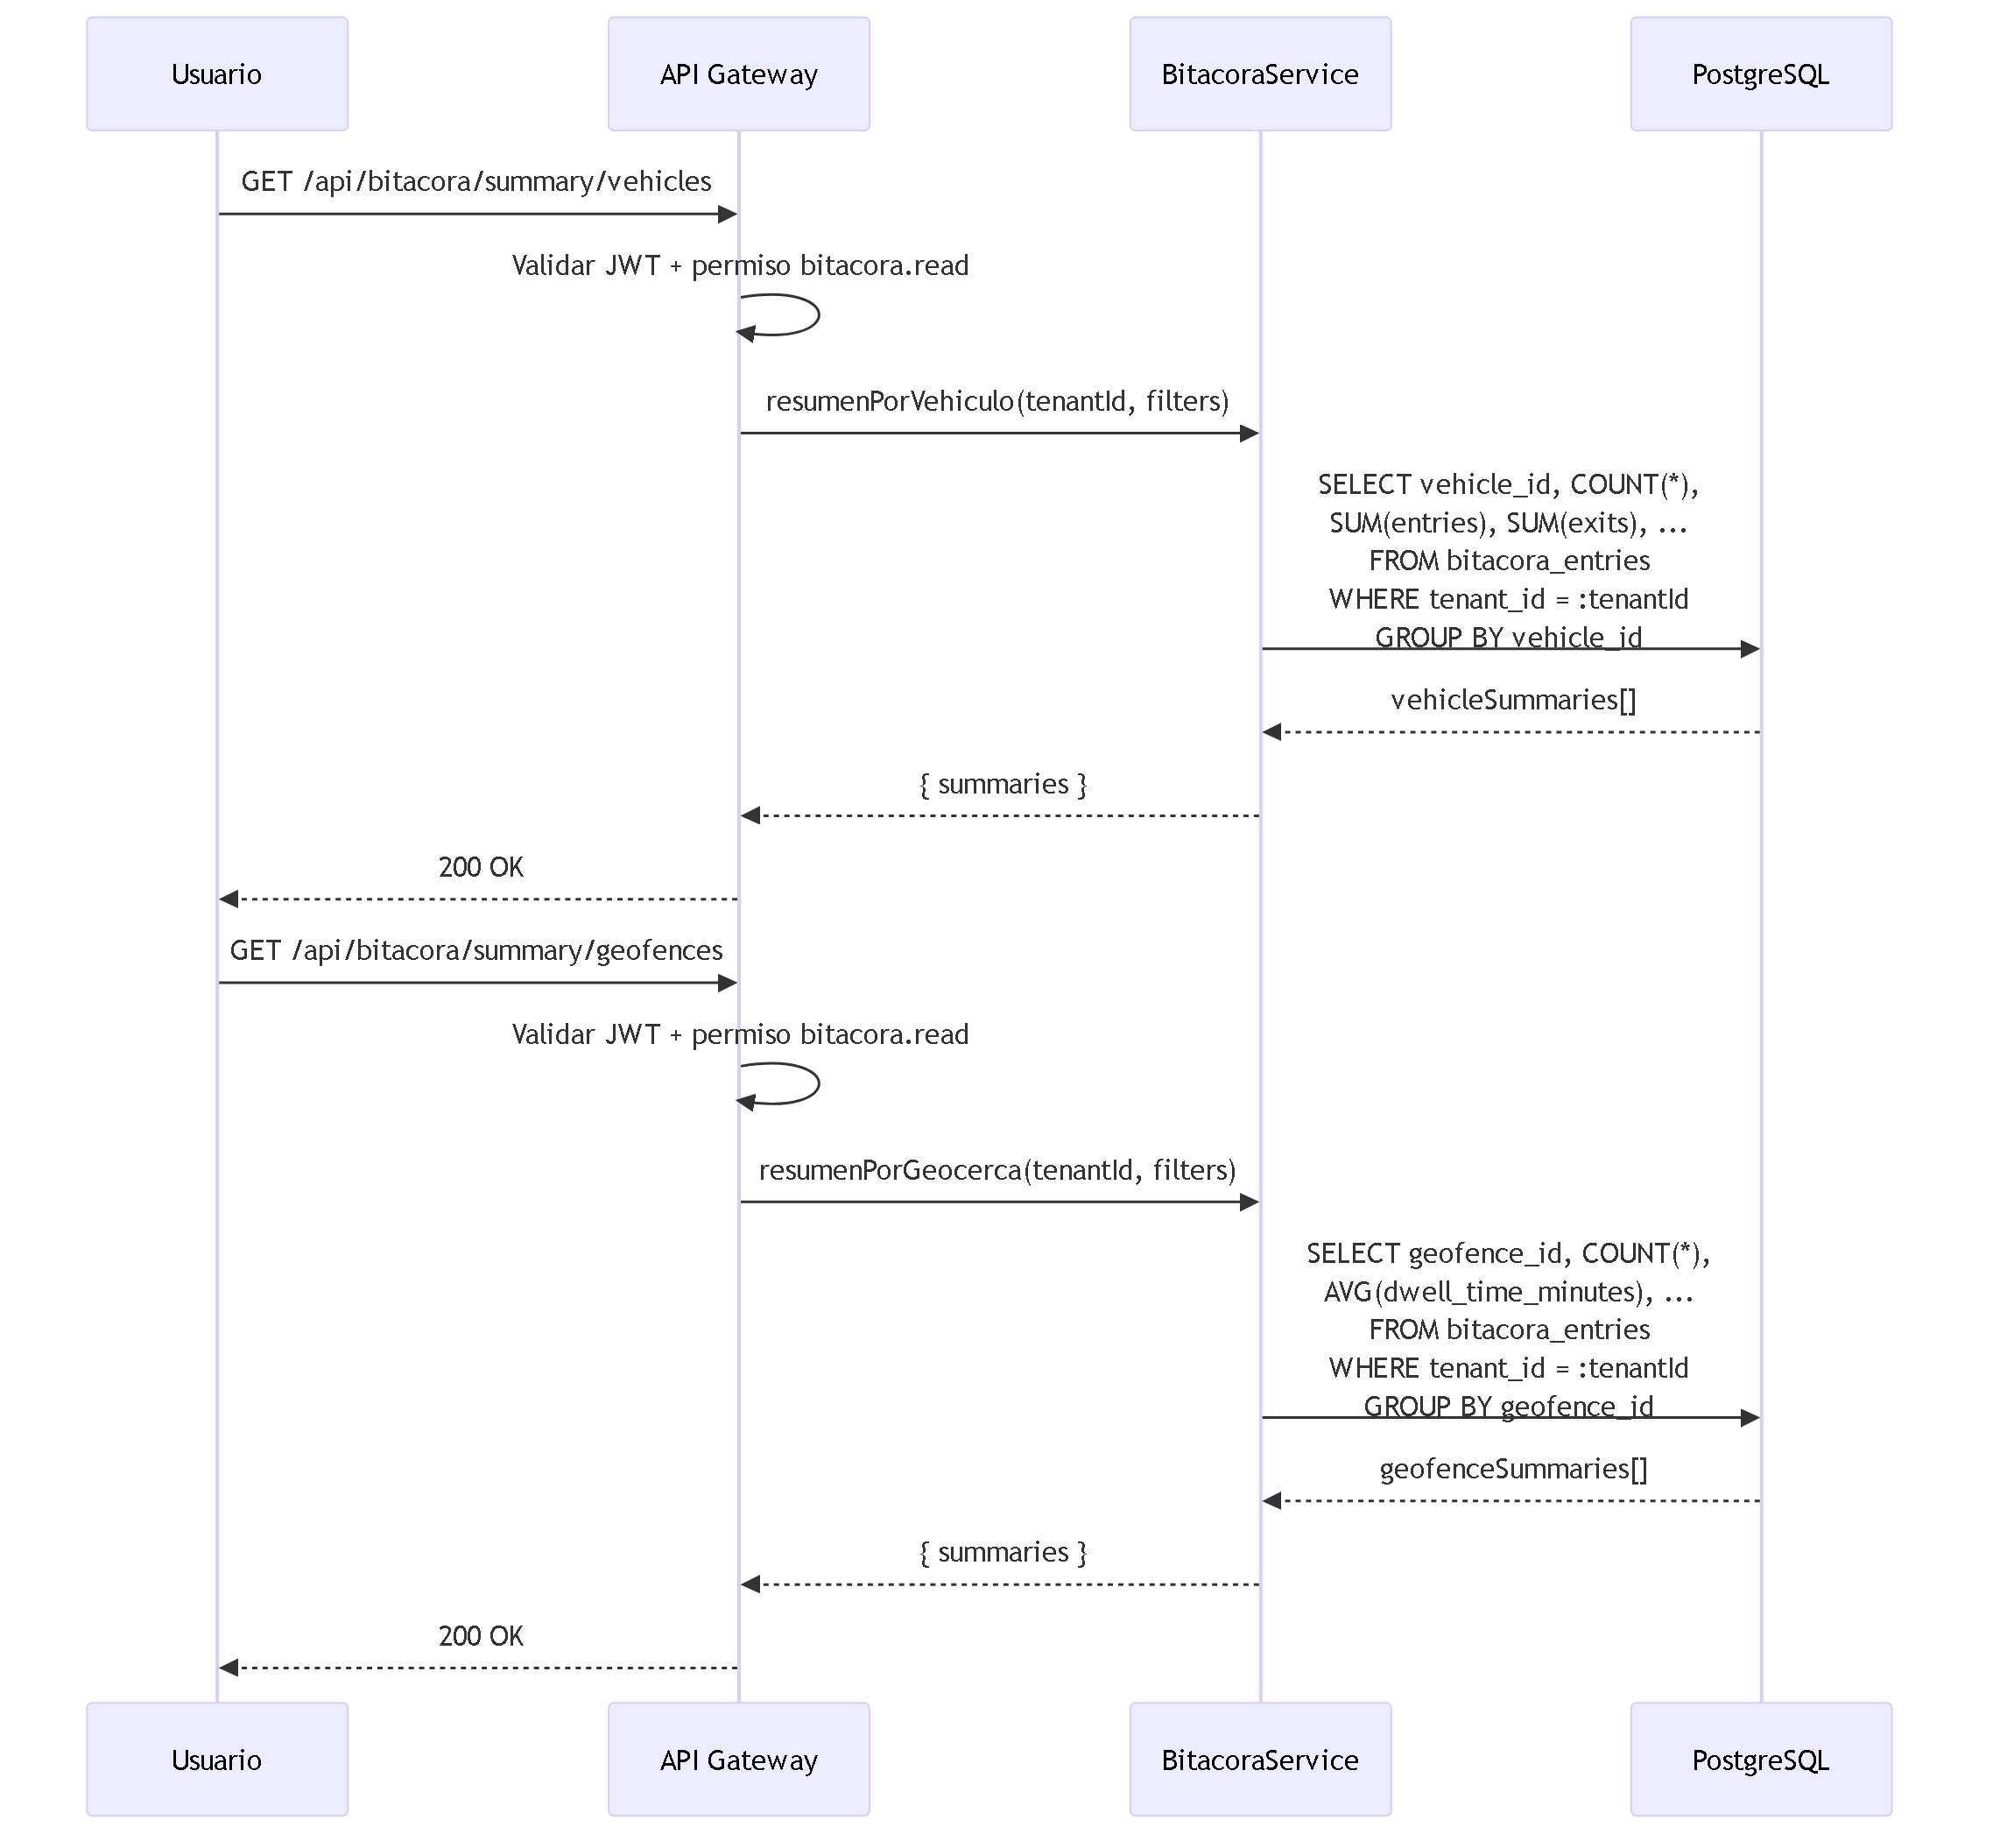 Usuario
API Gateway
BitacoraService
PostgreSQL
GET /api/bitacora/summary/vehicles
Validar JWT + permiso bitacora.read
resumenPorVehiculo(tenantId, filters)
SELECT vehicle_id, COUNT(*),
SUM(entries), SUM(exits), ...
FROM bitacora_entries
WHERE tenant_id = :tenantId
GROUP BY vehicle_id
vehicleSummaries[]
{ summaries }
200 OK
GET /api/bitacora/summary/geofences
Validar JWT + permiso bitacora.read
resumenPorGeocerca(tenantId, filters)
SELECT geofence_id, COUNT(*),
AVG(dwell_time_minutes), ...
FROM bitacora_entries
WHERE tenant_id = :tenantId
GROUP BY geofence_id
geofenceSummaries[]
{ summaries }
200 OK
Usuario
API Gateway
BitacoraService
PostgreSQL